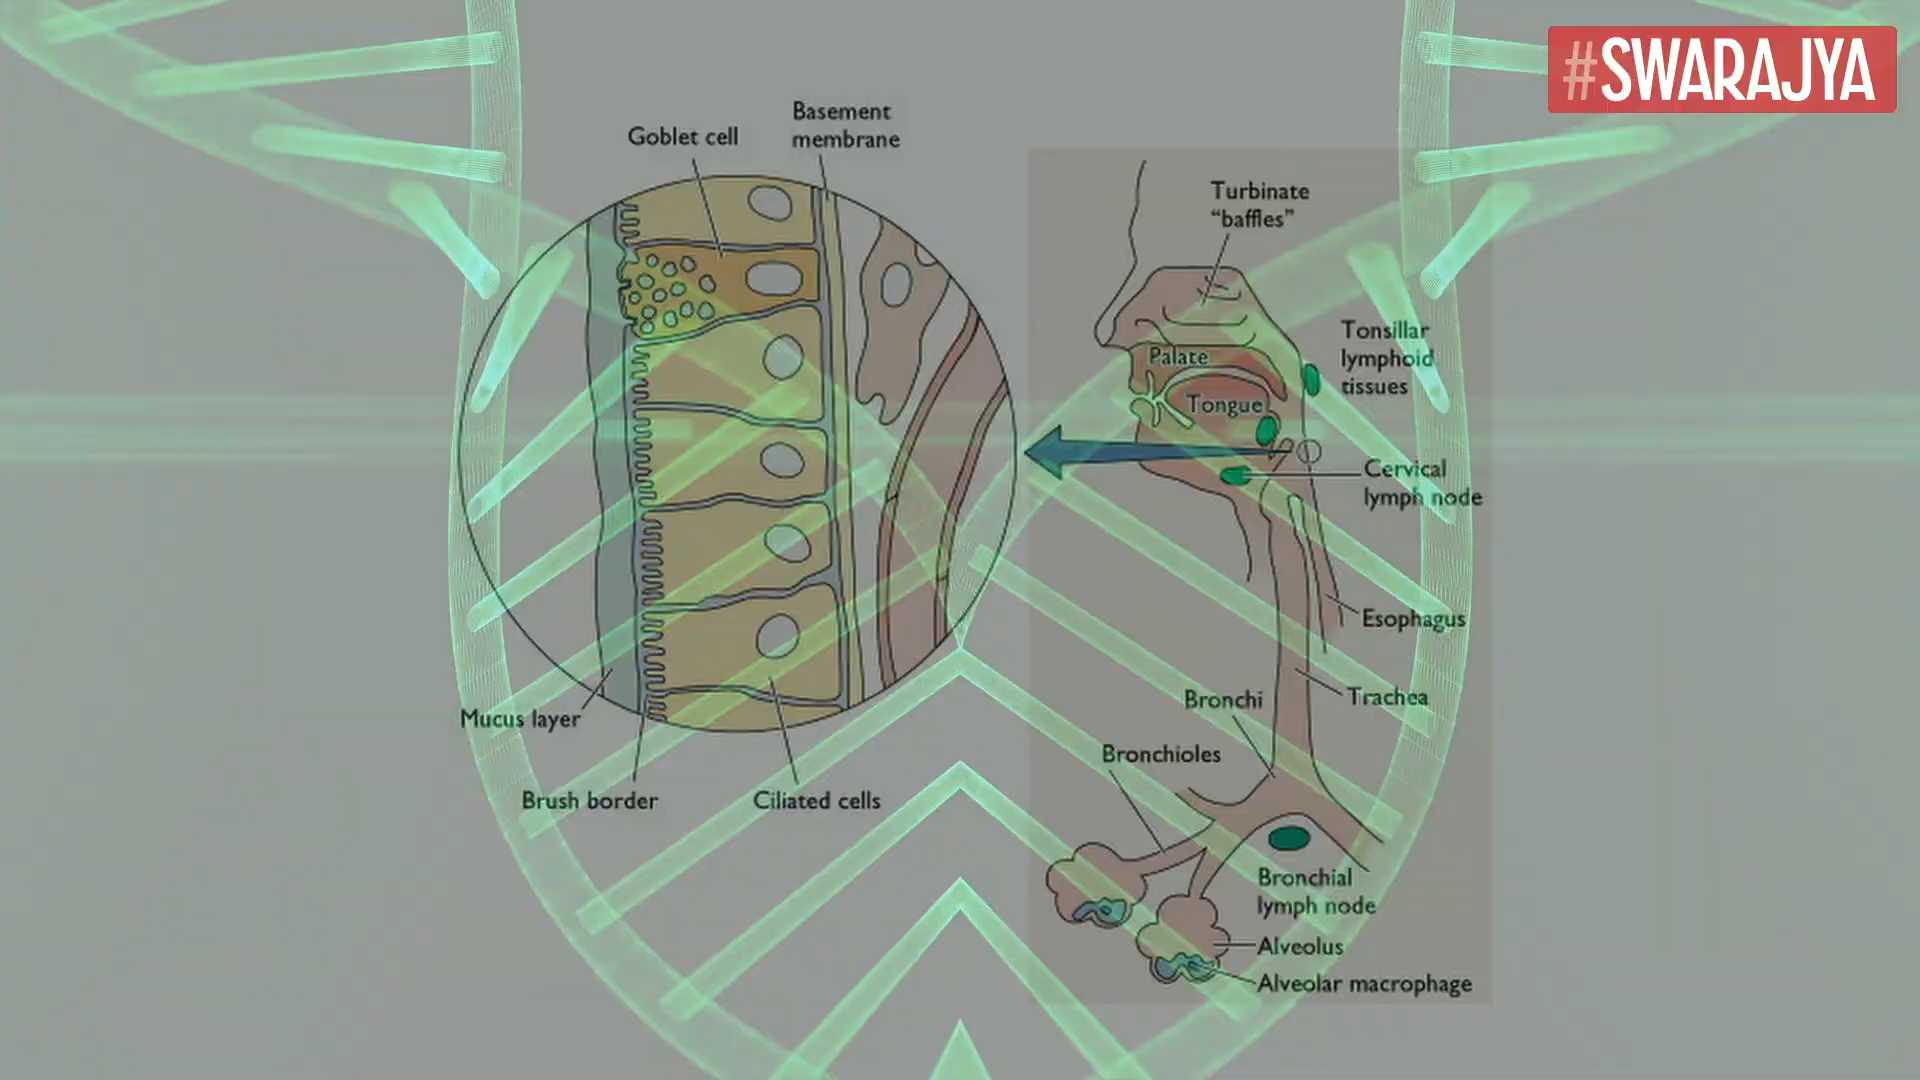 #SWARAJYA
Basement
membrane
Goblet cell
Turbinate
“baffles”
Tonsillar
lymphoid
tissues
Palate
Tongue
Cervical
lymph node
Esophagus
Trachea
Bronchi
Mucus layer
Bronchioles
Brush border
Ciliated cells
Bronchial
lymph node
Alveolus
Alveolar macrophage